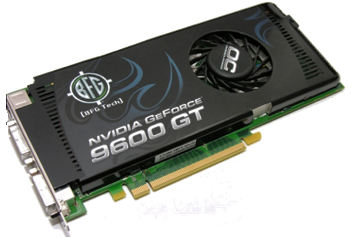 BFG
[BFG Tech]
OC
NVIDIA GEFORCE
9600 GT